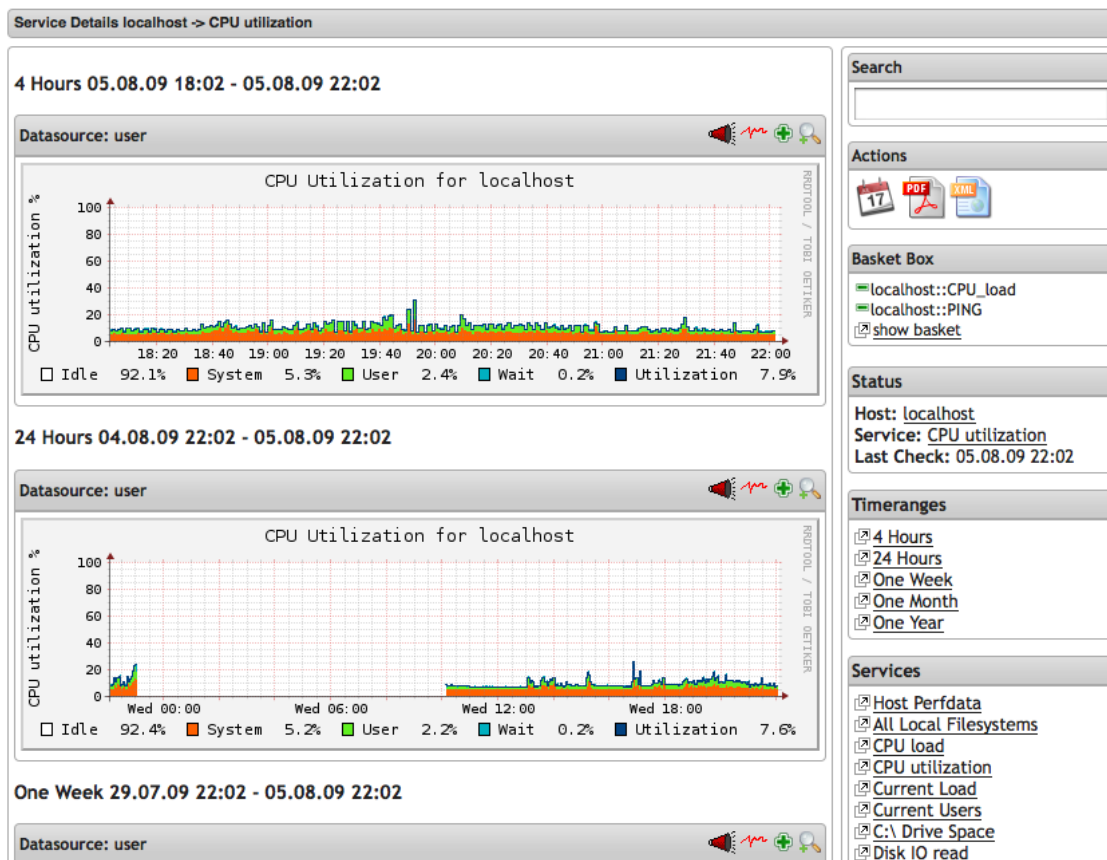 Service Details localhost -> CPU utilization
4 Hours 05.08.09 18:02 - 05.08.09 22:02
Datasource: user
CPU Utilization for localhost
RRDTOOL / TOBI OETIKER
CPU utilization %
100
80
60
40
20
0
18:20 18:40 19:00 19:20 19:40 20:00 20:20 20:40 21:00 21:20 21:40 22:00
Idle 92.1% System 5.3% User 2.4% Wait 0.2% Utilization 7.9%
24 Hours 04.08.09 22:02 - 05.08.09 22:02
Datasource: user
CPU Utilization for localhost
RRDTOOL / TOBI OETIKER
CPU utilization %
100
80
60
40
20
0
Wed 00:00 Wed 06:00 Wed 12:00 Wed 18:00
Idle 92.4% System 5.2% User 2.2% Wait 0.2% Utilization 7.6%
One Week 29.07.09 22:02 - 05.08.09 22:02
Datasource: user
Search
Actions
17 PDF XML
Basket Box
localhost::CPU_load
localhost::PING
show basket
Status
Host: localhost
Service: CPU utilization
Last Check: 05.08.09 22:02
Timeranges
4 Hours
24 Hours
One Week
One Month
One Year
Services
Host Perfdata
All Local Filesystems
CPU load
CPU utilization
Current Load
Current Users
C:\ Drive Space
Disk IO read